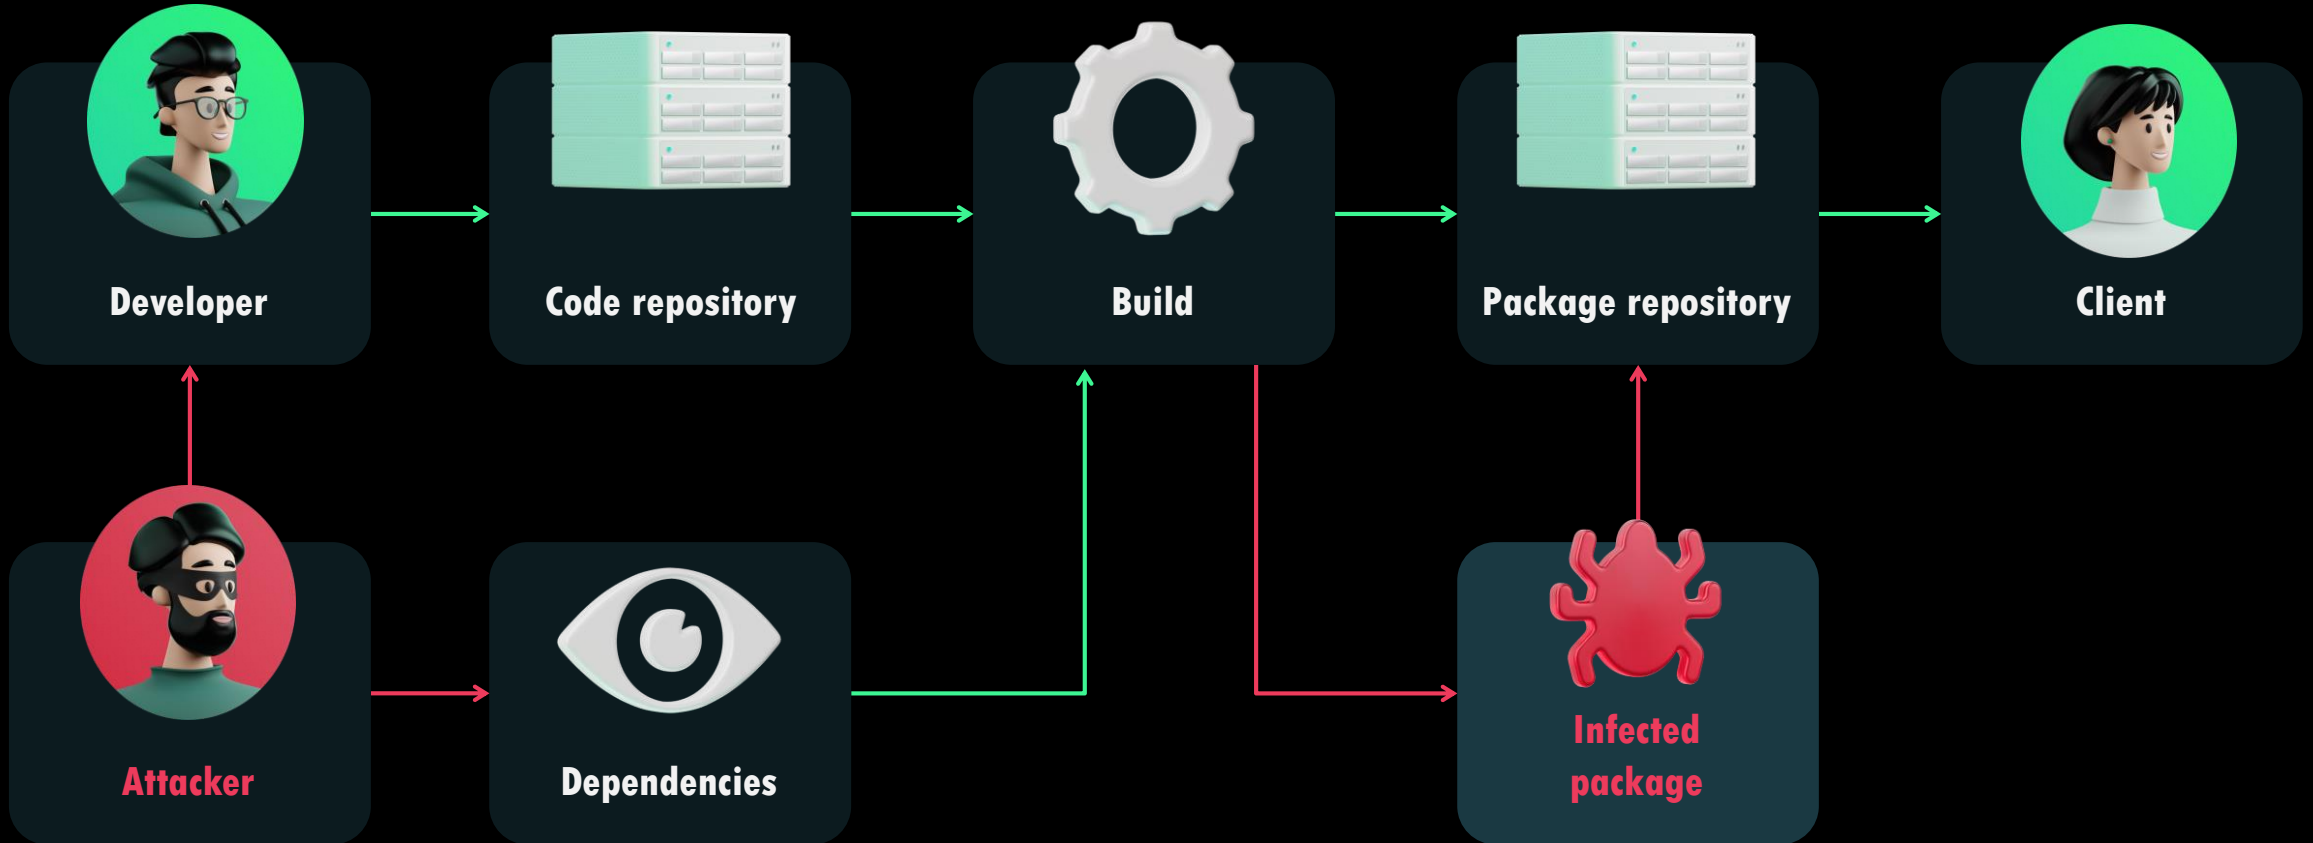 Developer
Code repository
Build
Package repository
Client
Attacker
Dependencies
Infected
package